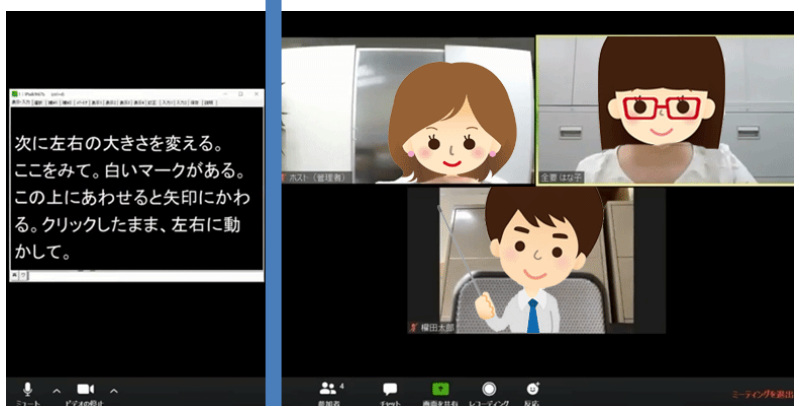 次に左右の大きさを変える。
ここをみて。白いマークがある。
この上にあわせると矢印にかわ
る。クリックしたまま、左右に動
かして。
ホスト（管理者）
全要 はな子
櫂田太郎
4
ミュート
ビデオの停止
参加者
チャット
画面を共有
レコーディング
反応
ミーティングを退出